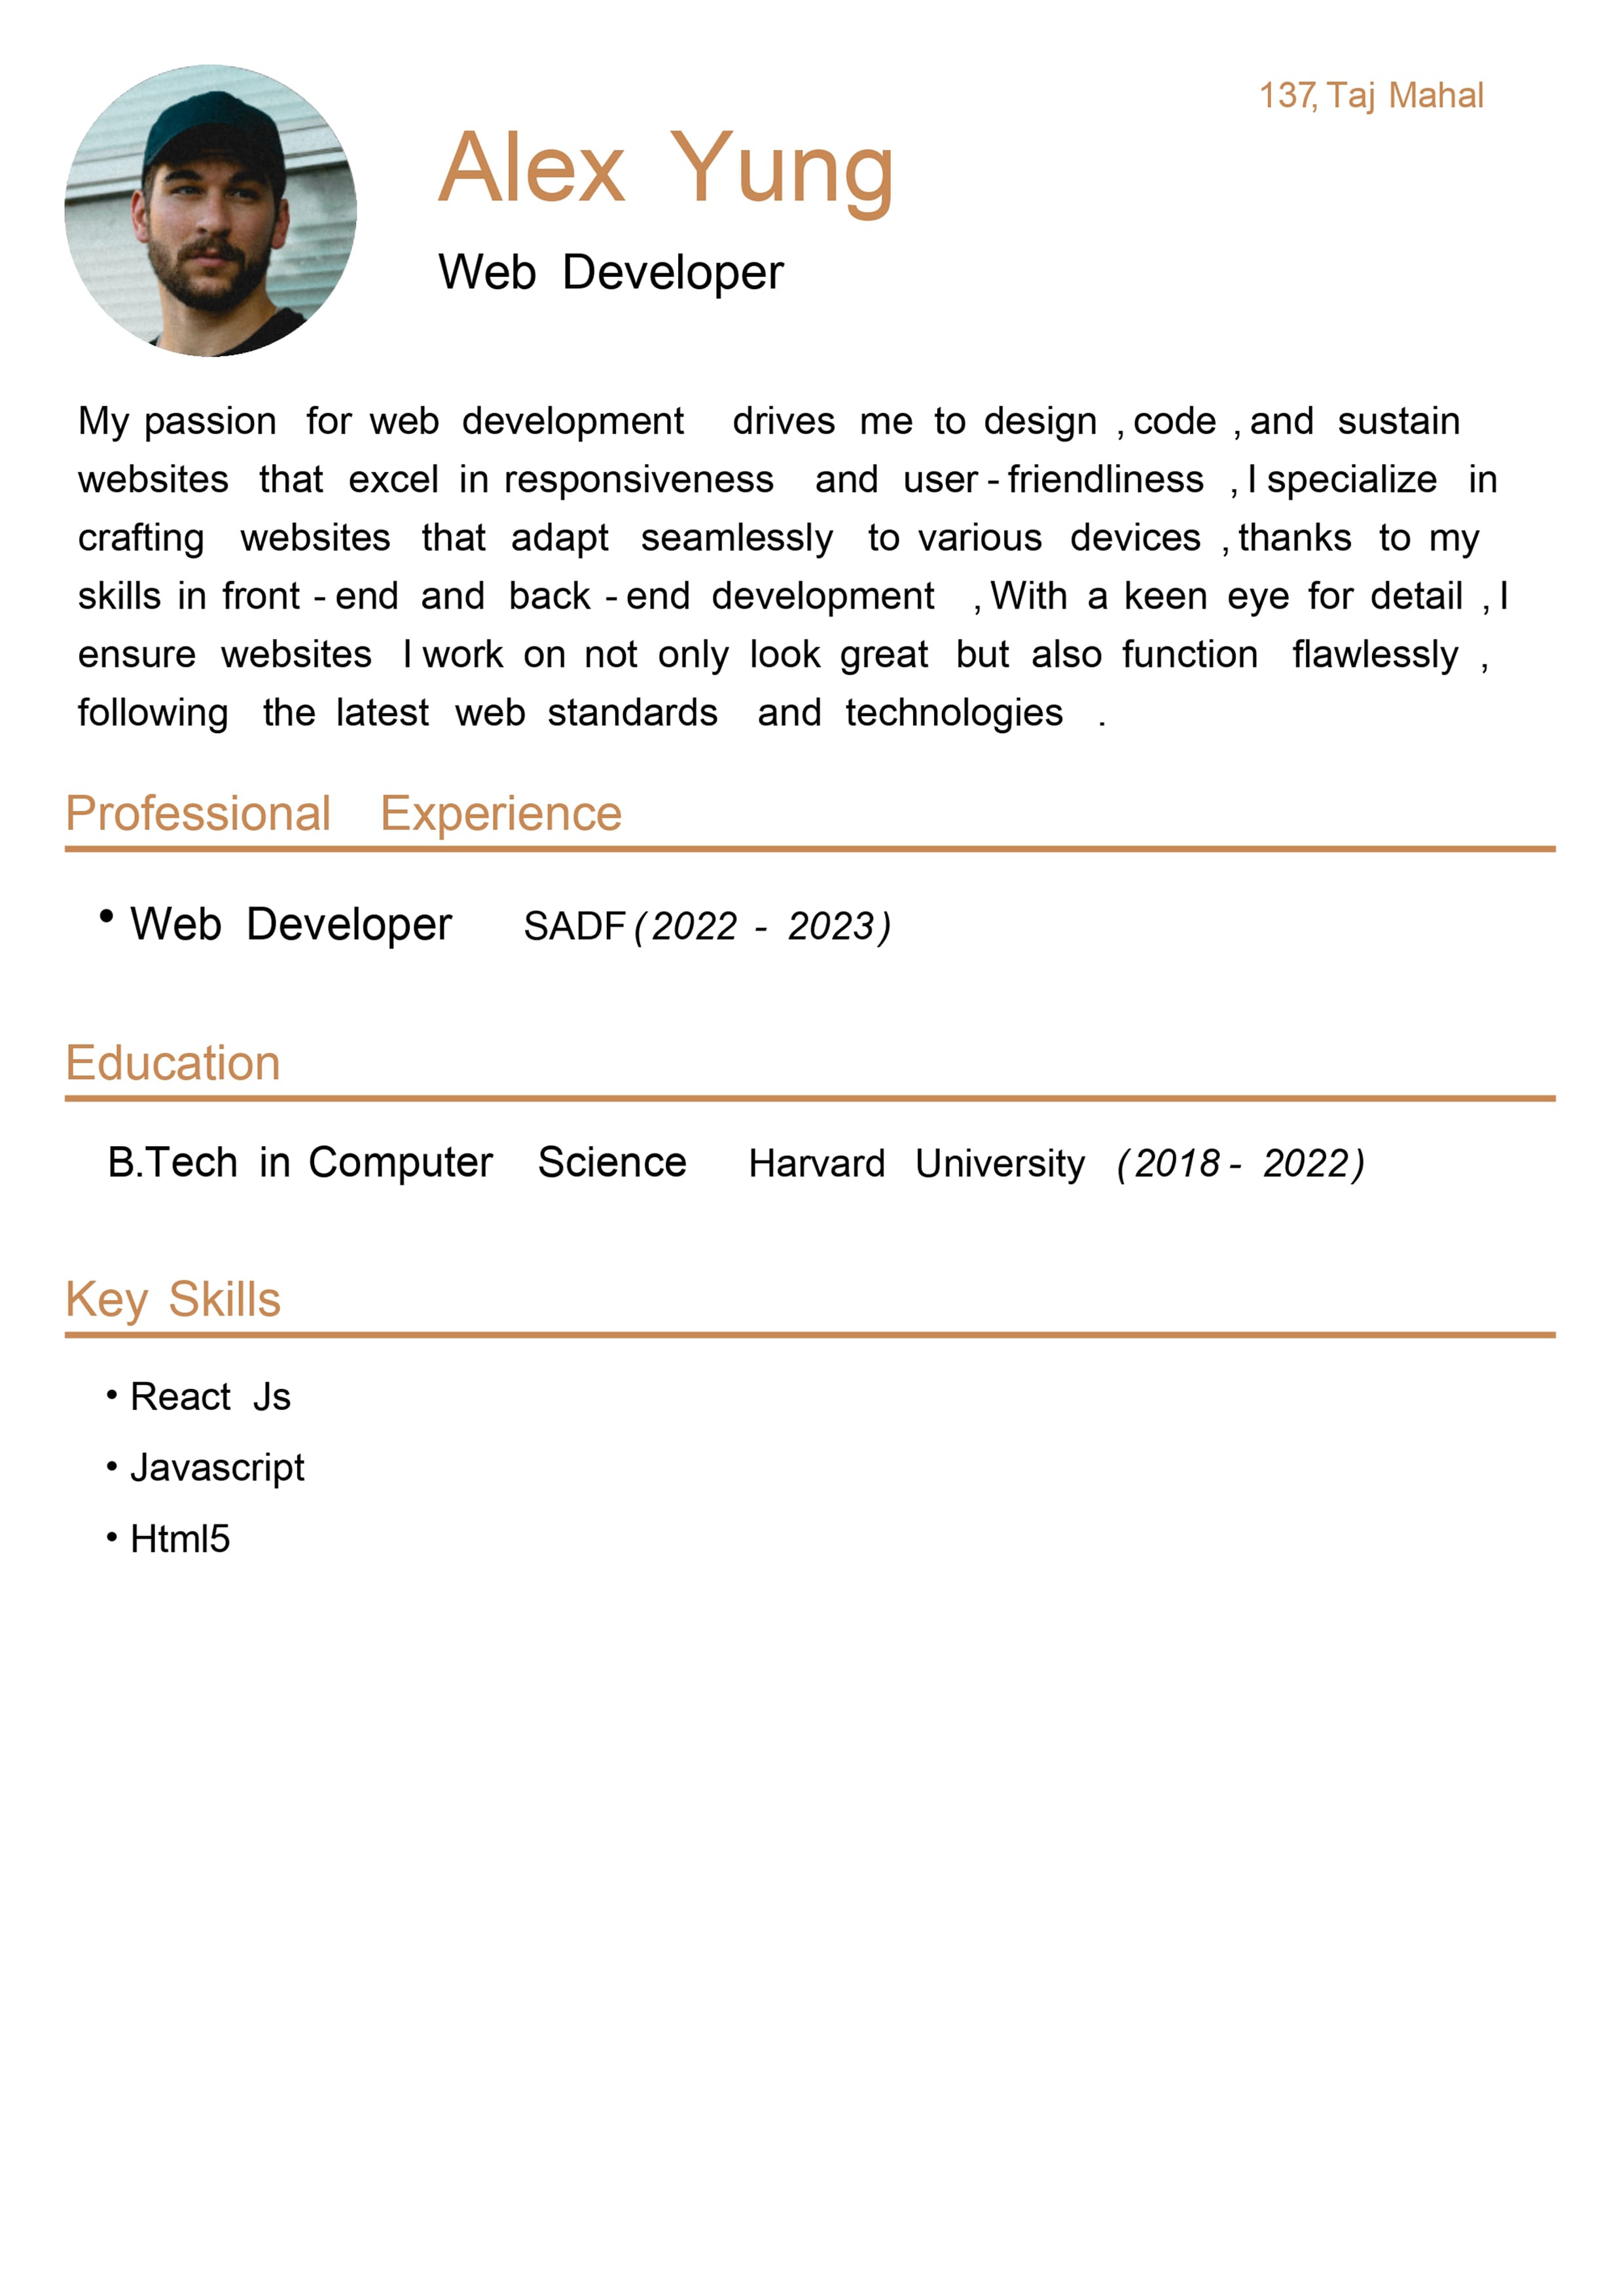 137, Taj Mahal
Alex Yung
Web Developer
My passion for web development drives me to design , code , and sustain
websites that excel in responsiveness and user - friendliness , I specialize in
crafting websites that adapt seamlessly to various devices , thanks to my
skills in front - end and back - end development , With a keen eye for detail , I
ensure websites I work on not only look great but also function flawlessly ,
following the latest web standards and technologies .
Professional Experience
• Web Developer SADF (2022 - 2023)
Education
B.Tech in Computer Science Harvard University (2018 - 2022)
Key Skills
• React Js
• Javascript
• Html5